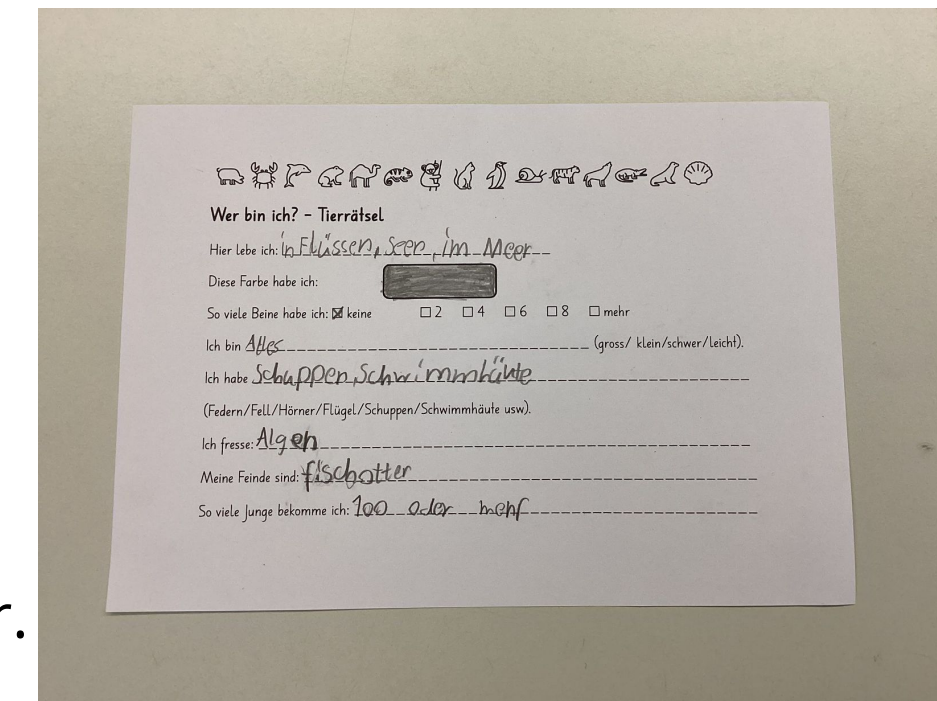 Wer bin ich? - Tierrätsel
Hier lebe ich: in Flüssen, Seen, im Meer
Diese Farbe habe ich:
So viele Beine habe ich: ☒ keine ☐ 2 ☐ 4 ☐ 6 ☐ 8 ☐ mehr
Ich bin Alles (gross/ klein/schwer/leicht).
Ich habe Schuppen, Schwimmhäute
(Federn/Fell/Hörner/Flügel/Schuppen/Schwimmhäute usw).
Ich fresse: Algen
Meine Feinde sind: fischotter
So viele Junge bekomme ich: 100 oder mehr
r.